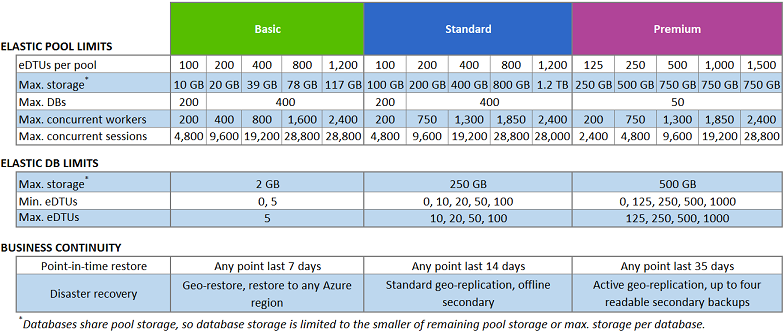 Basic Standard Premium
ELASTIC POOL LIMITS
eDTUs per pool 100 200 400 800 1,200 100 200 400 800 1,200 125 250 500 1,000 1,500
Max. storage* 10 GB 20 GB 39 GB 78 GB 117 GB 100 GB 200 GB 400 GB 800 GB 1.2 TB 250 GB 500 GB 750 GB 750 GB 750 GB
Max. DBs 200 400 200 400 50
Max. concurrent workers 200 400 800 1,600 2,400 200 750 1,300 1,850 2,400 200 750 1,300 1,850 2,400
Max. concurrent sessions 4,800 9,600 19,200 28,800 28,800 4,800 9,600 19,200 28,800 28,000 2,400 4,800 9,600 19,200 28,800
ELASTIC DB LIMITS
Max. storage* 2 GB 250 GB 500 GB
Min. eDTUs 0, 5 0, 10, 20, 50, 100 0, 125, 250, 500, 1000
Max. eDTUs 5 10, 20, 50, 100 125, 250, 500, 1000
BUSINESS CONTINUITY
Point-in-time restore Any point last 7 days Any point last 14 days Any point last 35 days
Disaster recovery Geo-restore, restore to any Azure region Standard geo-replication, offline secondary Active geo-replication, up to four readable secondary backups
*Databases share pool storage, so database storage is limited to the smaller of remaining pool storage or max. storage per database.